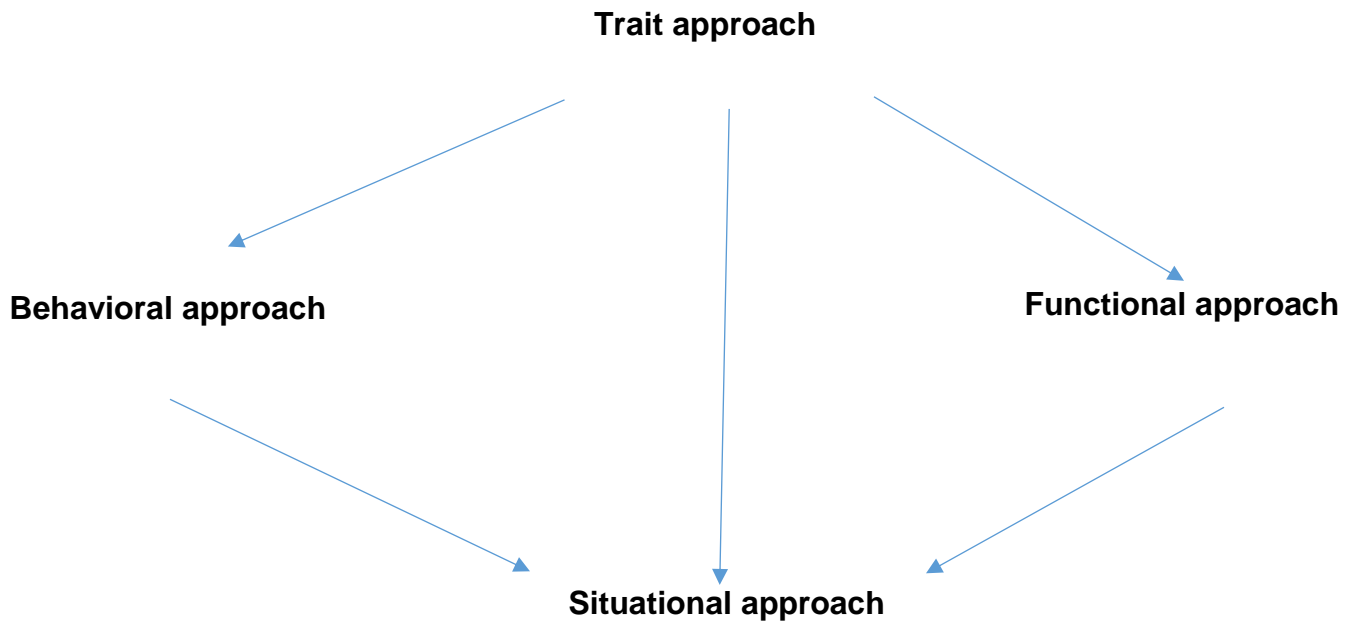 Trait approach
Behavioral approach
Functional approach
Situational approach